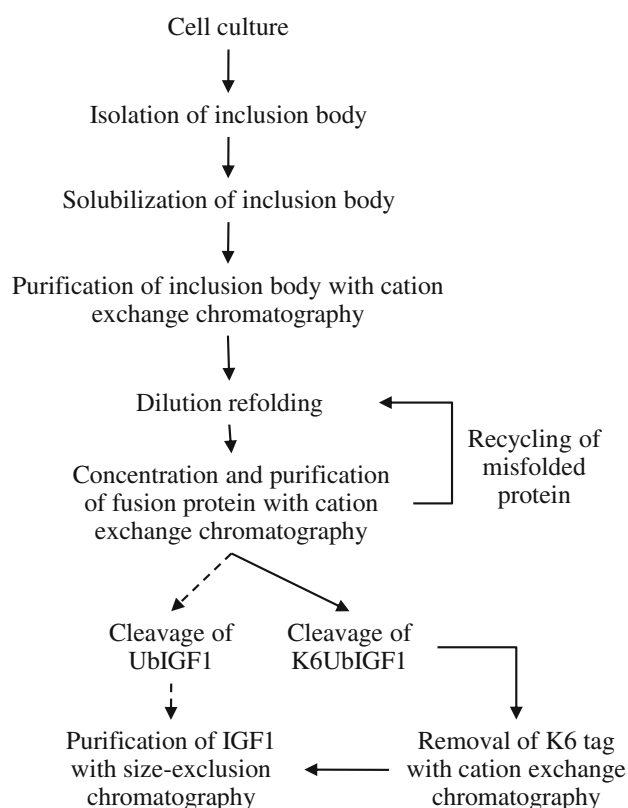 Cell culture
Isolation of inclusion body
Solubilization of inclusion body
Purification of inclusion body with cation
exchange chromatography
Dilution refolding
Recycling of
misfolded
protein
Concentration and purification
of fusion protein with cation
exchange chromatography
Cleavage of
UbIGF1
Cleavage of
K6UbIGF1
Purification of IGF1
with size-exclusion
chromatography
Removal of K6 tag
with cation exchange
chromatography